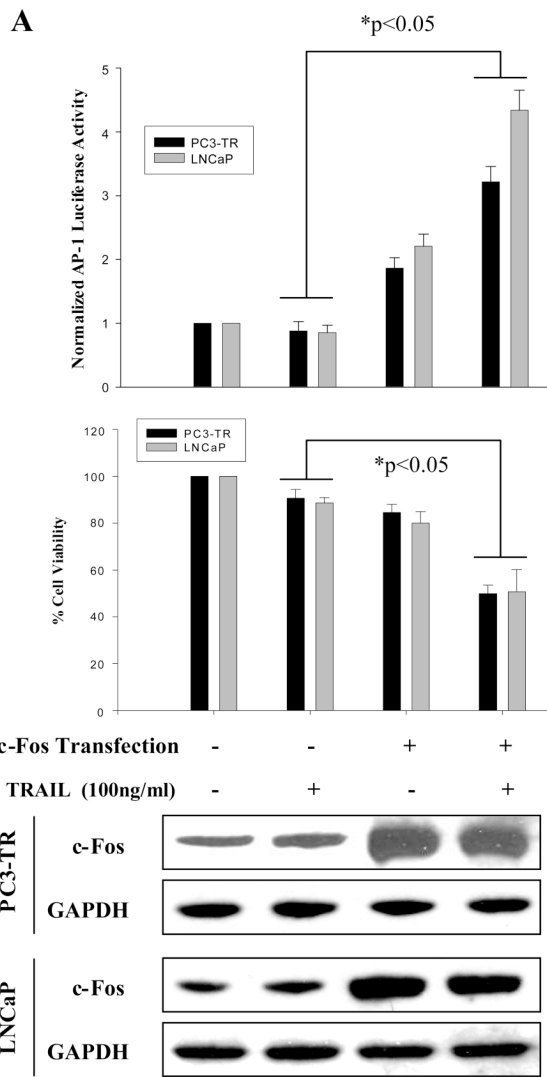 A
*p<0.05
Normalized AP-1 Luciferase Activity
5
4
3
2
1
0
PC3-TR
LNCaP
% Cell Viability
120
100
80
60
40
20
0
PC3-TR
LNCaP
*p<0.05
c-Fos Transfection - - + +
TRAIL (100ng/ml) - + - +
PC3-TR
c-Fos
GAPDH
LNCaP
c-Fos
GAPDH